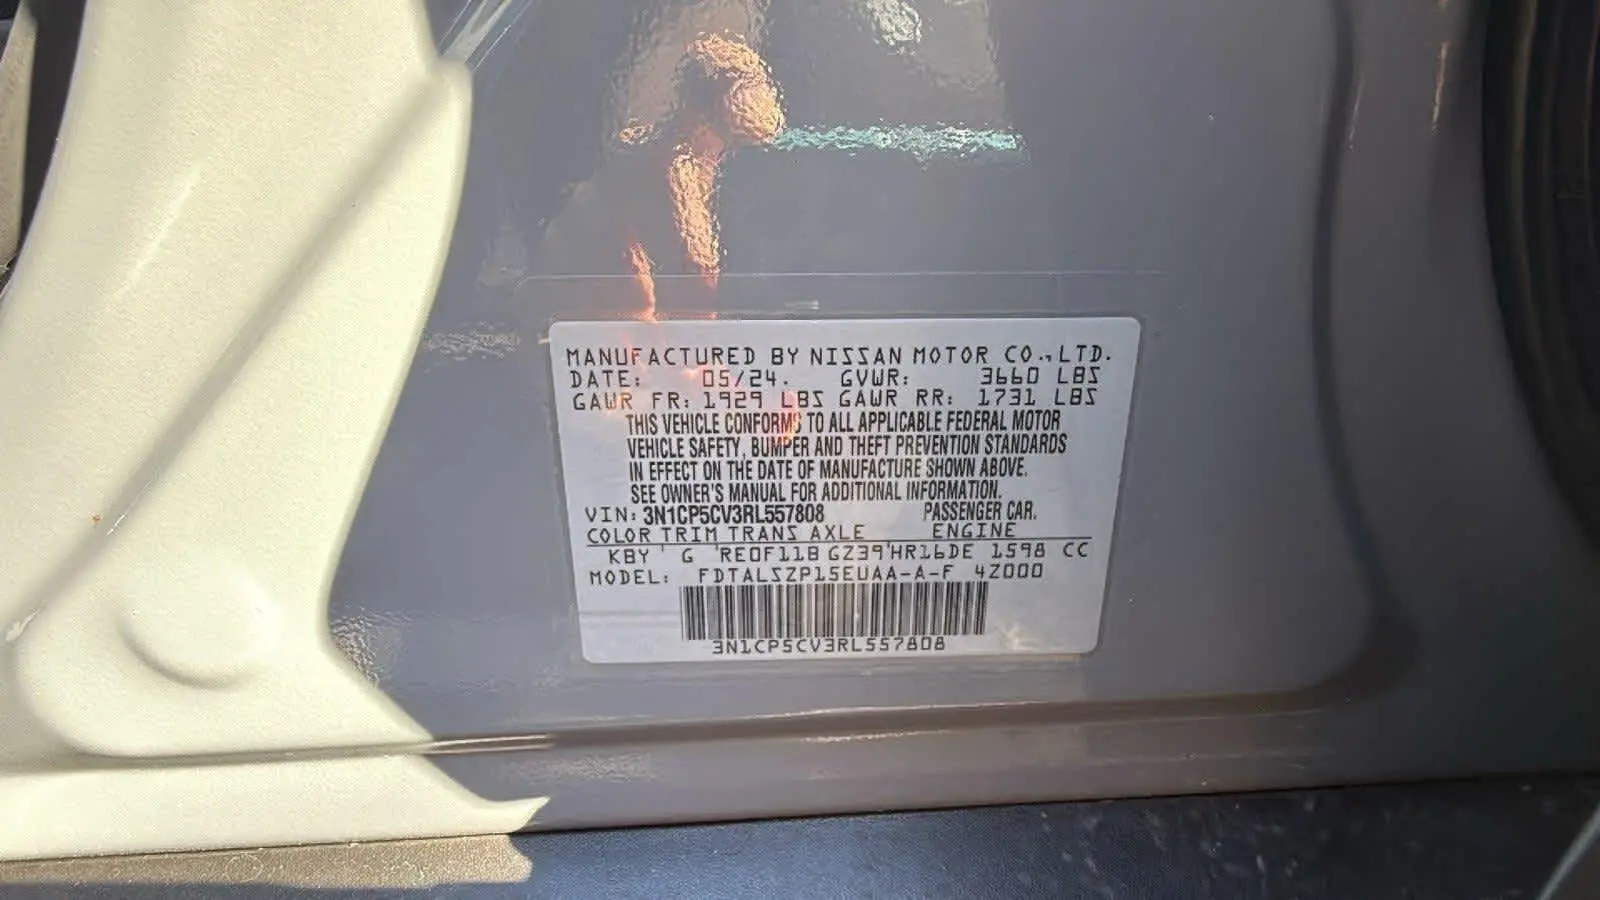 MANUFACTURED BY NISSAN MOTOR CO., LTD.
DATE: 05/24. GVWR: 3660 LBS
GAWR FR: 1929 LBS GAWR RR: 1731 LBS
THIS VEHICLE CONFORMS TO ALL APPLICABLE FEDERAL MOTOR
VEHICLE SAFETY, BUMPER AND THEFT PREVENTION STANDARDS
IN EFFECT ON THE DATE OF MANUFACTURE SHOWN ABOVE.
SEE OWNER'S MANUAL FOR ADDITIONAL INFORMATION.
VIN: 3N1CP5CV3RL557808 PASSENGER CAR.
COLOR TRIM TRANS AXLE ENGINE
KBY G RE0F11B GZ39 HR16DE 1598 CC
MODEL: FDTALSZP15EUAA-A-F 4Z000
3N1CP5CV3RL557808